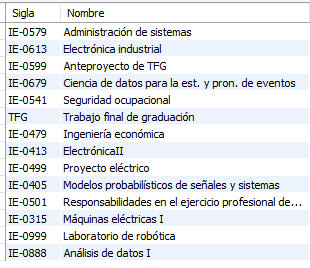 Sigla Nombre
IE-0579 Administración de sistemas
IE-0613 Electrónica industrial
IE-0599 Anteproyecto de TFG
IE-0679 Ciencia de datos para la est. y pron. de eventos
IE-0541 Seguridad ocupacional
TFG Trabajo final de graduación
IE-0479 Ingeniería económica
IE-0413 ElectrónicaII
IE-0499 Proyecto eléctrico
IE-0405 Modelos probabilísticos de señales y sistemas
IE-0501 Responsabilidades en el ejercicio profesional de...
IE-0315 Máquinas eléctricas I
IE-0999 Laboratorio de robótica
IE-0888 Análisis de datos I